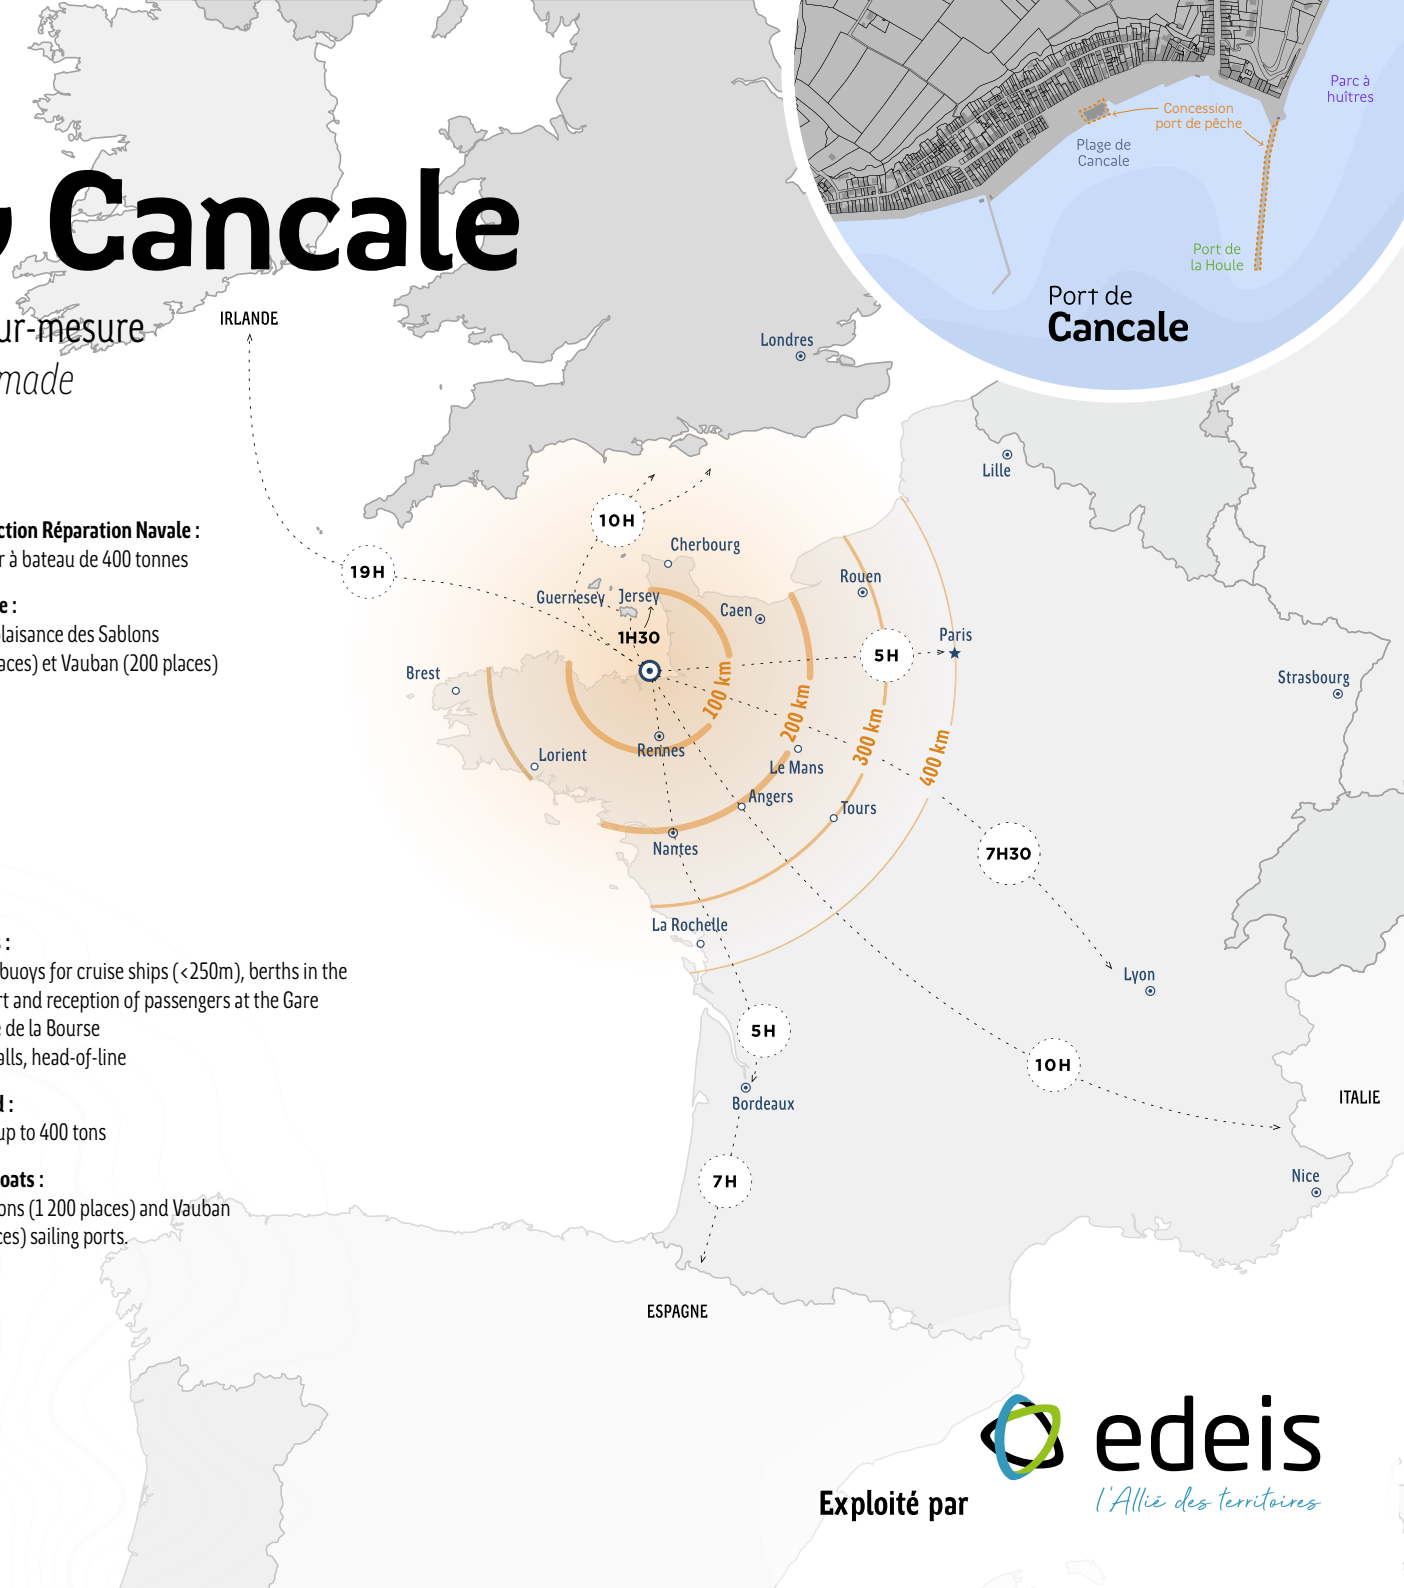 Cancale
ur-mesure
made
ction Réparation Navale :
r à bateau de 400 tonnes
e :
laisance des Sablons
aces) et Vauban (200 places)
s :
buoys for cruise ships (<250m), berths in the
rt and reception of passengers at the Gare
e de la Bourse
alls, head-of-line
d :
up to 400 tons
oats :
ons (1 200 places) and Vauban
ces) sailing ports.
Parc à
huîtres
Concession
port de pêche
Plage de
Cancale
Port de
la Houle
Port de
Cancale
IRLANDE
Londres
Lille
10H
Cherbourg
19H
Rouen
Guernesey
Jersey
Caen
1H30
Paris
5H
Brest
Strasbourg
100 km
200 km
300 km
400 km
Rennes
Lorient
Le Mans
Angers
Tours
Nantes
7H30
La Rochelle
Lyon
5H
10H
Bordeaux
ITALIE
7H
Nice
ESPAGNE
Exploité par
edeis
l'Allié des territoires